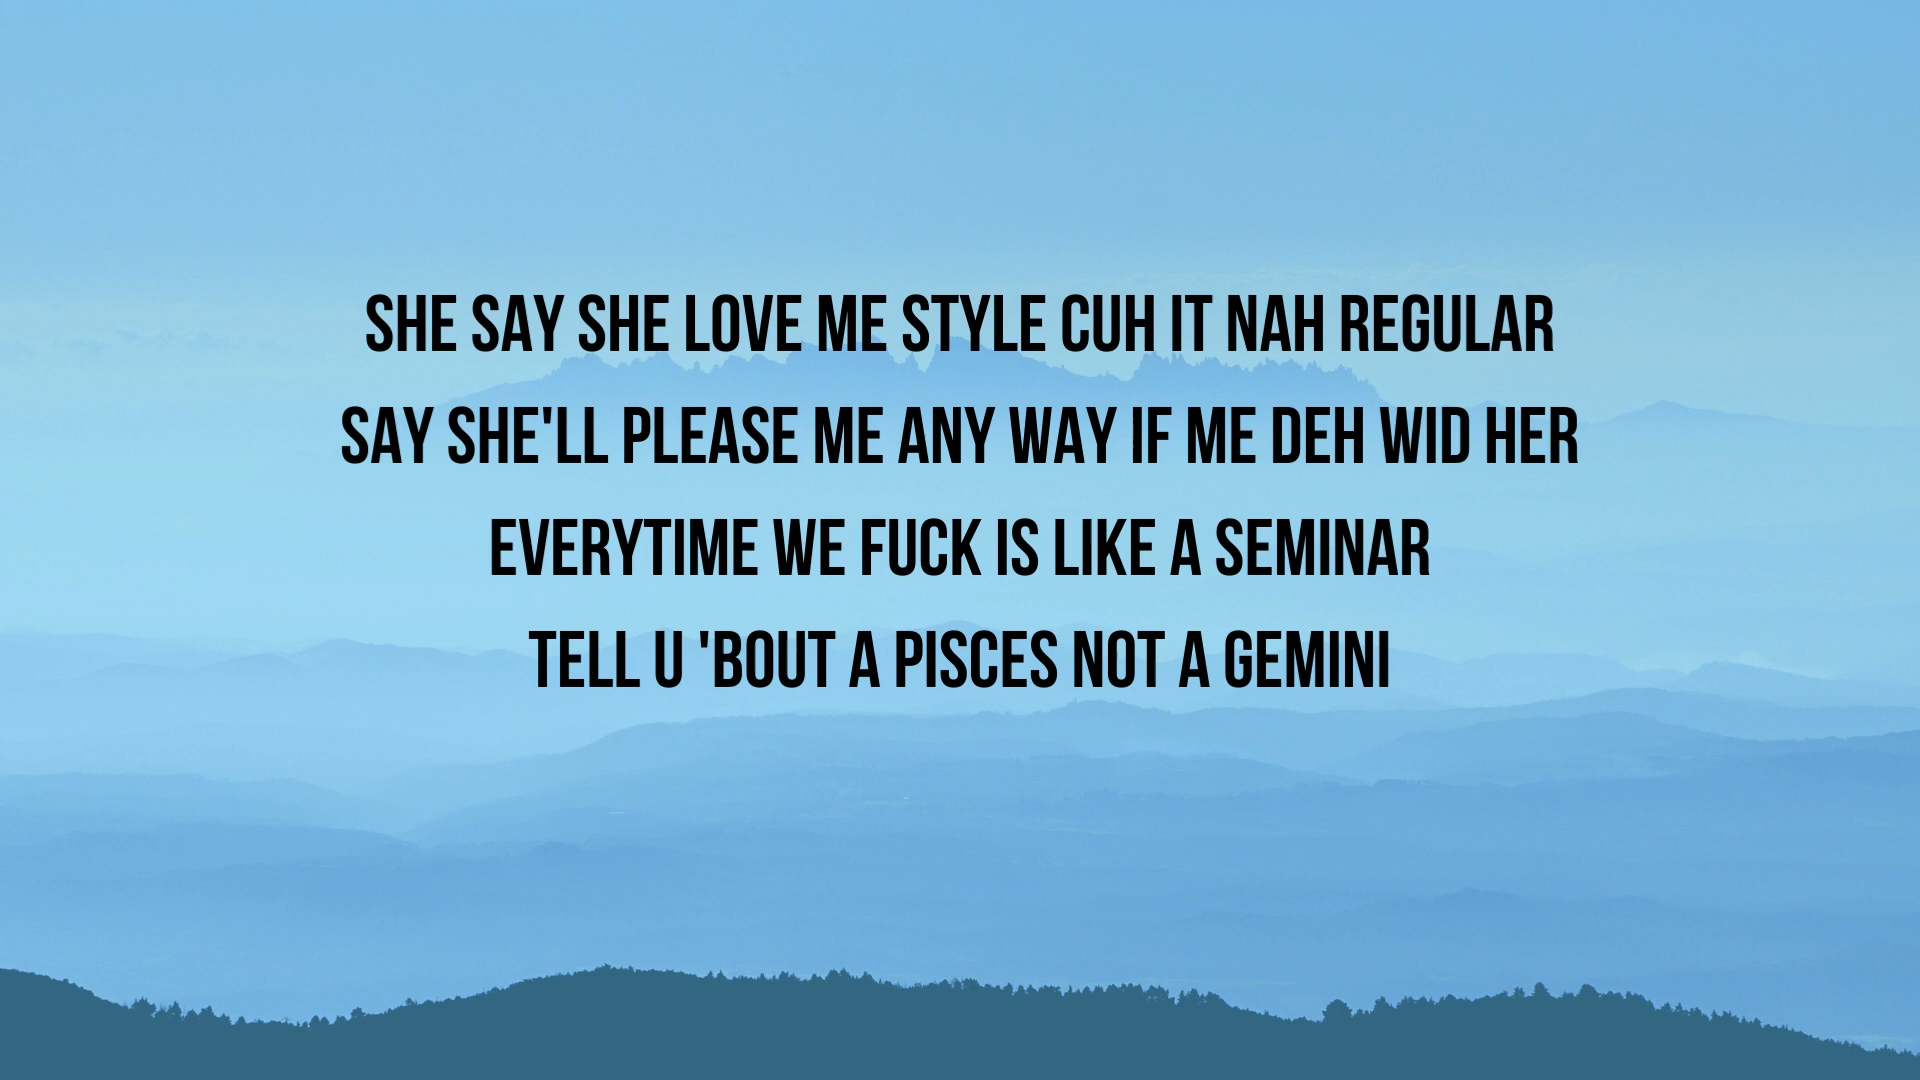 SHE SAY SHE LOVE ME STYLE CUH IT NAH REGULAR
SAY SHE'LL PLEASE ME ANY WAY IF ME DEH WID HER
EVERYTIME WE FUCK IS LIKE A SEMINAR
TELL U 'BOUT A PISCES NOT A GEMINI